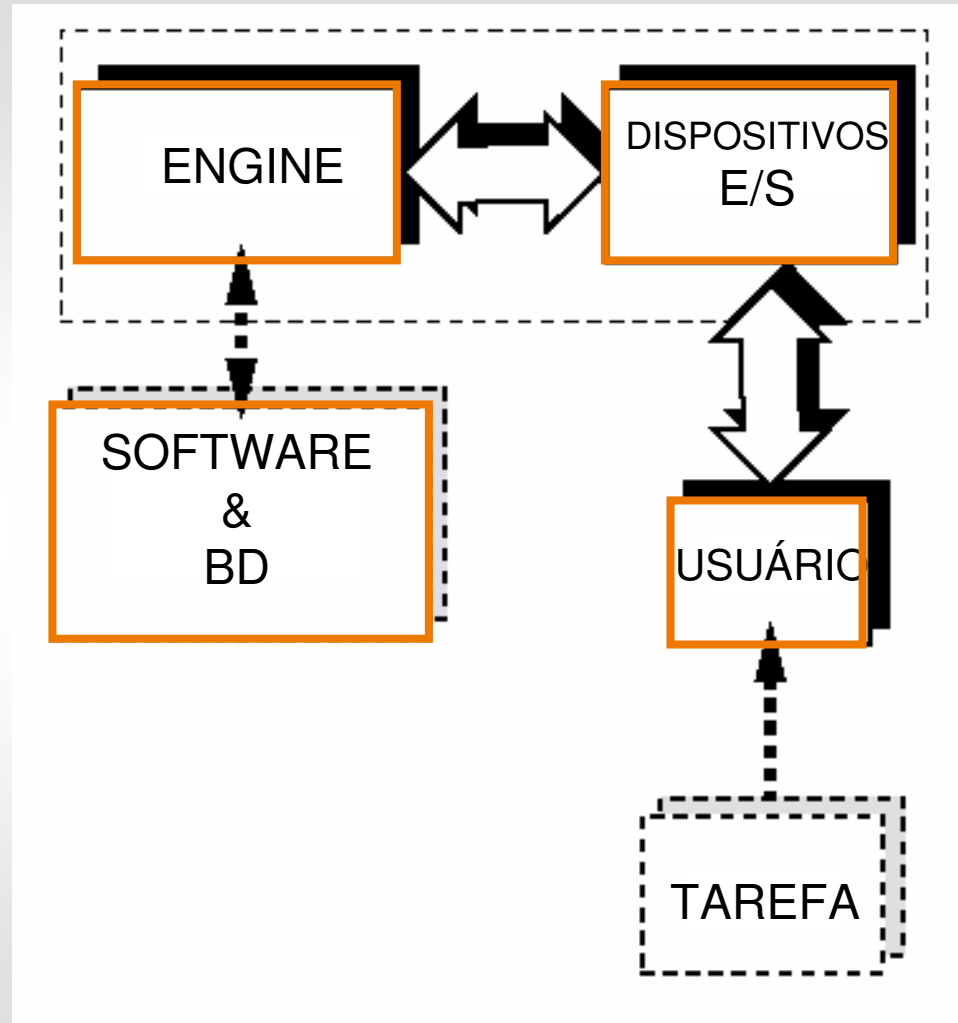 ENGINE
DISPOSITIVOS
E/S
SOFTWARE
&
BD
USUÁRIO
TAREFA